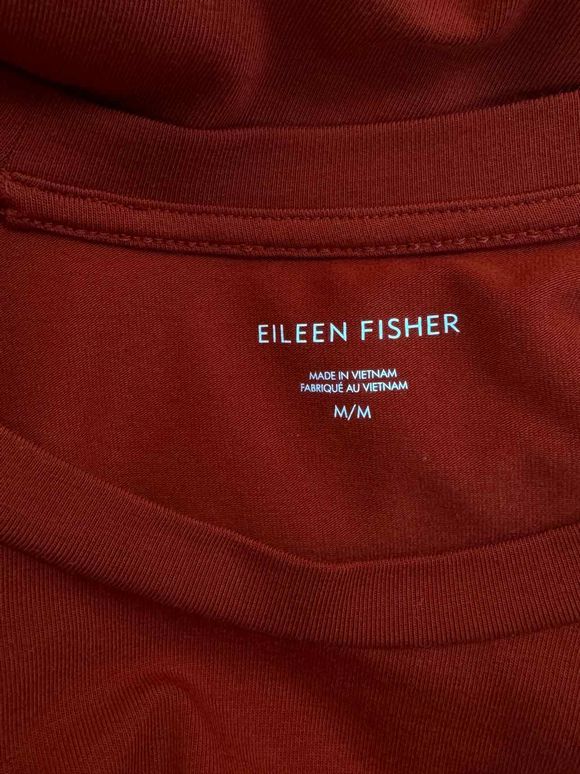 EILEEN FISHER
MADE IN VIETNAM
FABRIQUÉ AU VIETNAM
M/M